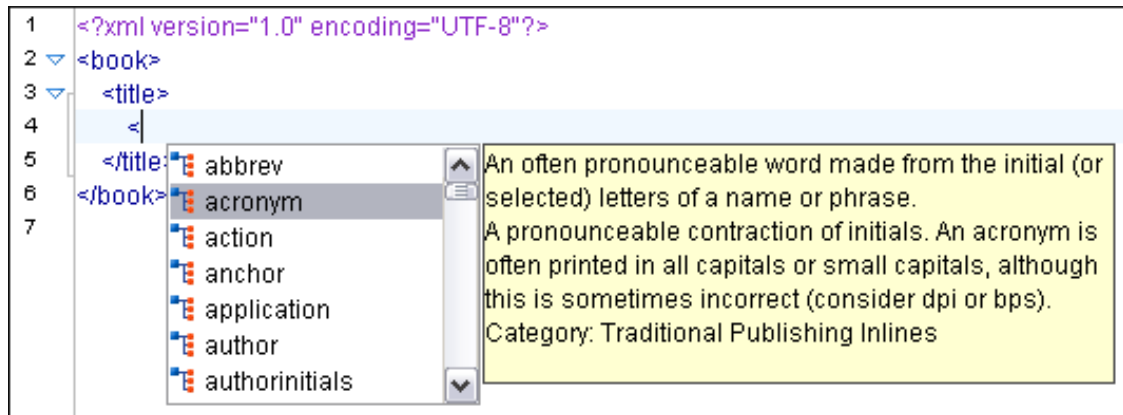 1 <?xml version="1.0" encoding="UTF-8"?>
2 <book>
3 <title>
4 <
5 </title>
6 </book>
7
abbrev
acronym
action
anchor
application
author
authorinitials
An often pronounceable word made from the initial (or
selected) letters of a name or phrase.
A pronounceable contraction of initials. An acronym is
often printed in all capitals or small capitals, although
this is sometimes incorrect (consider dpi or bps).
Category: Traditional Publishing Inlines